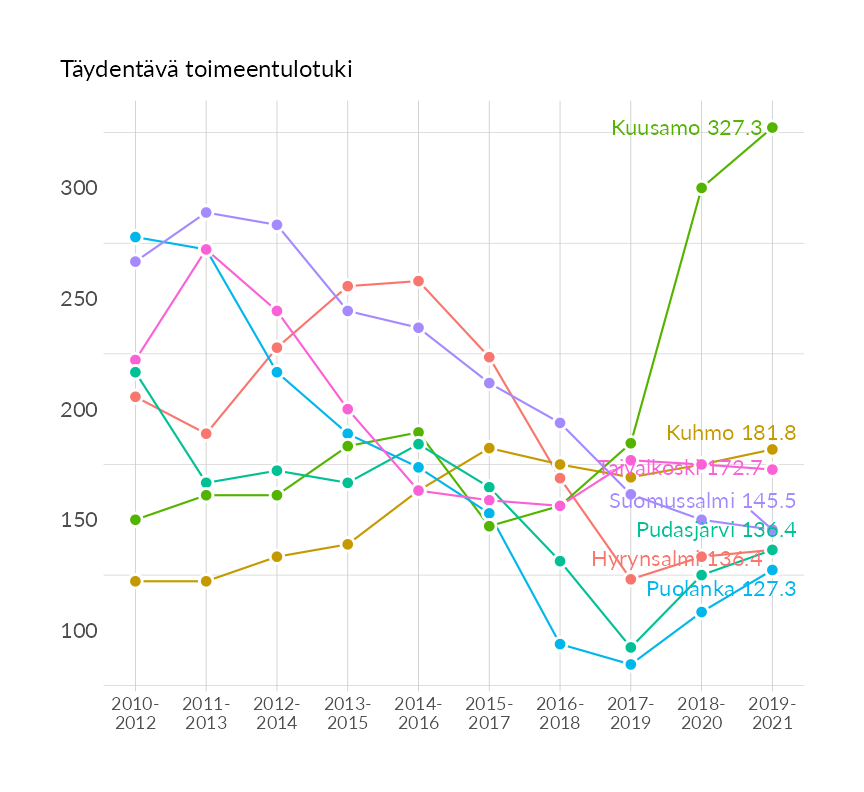 Täydentävä toimeentulotuki
Kuusamo 327.3
300
250
200
Kuhmo 181.8
Taivalkoski 172.7
Suomussalmi 145.5
150
Pudasjärvi 136.4
Hyrynsalmi 136.4
Puolanka 127.3
100
2010- 2011- 2012- 2013- 2014- 2015- 2016- 2017- 2018- 2019-
2012 2013 2014 2015 2016 2017 2018 2019 2020 2021